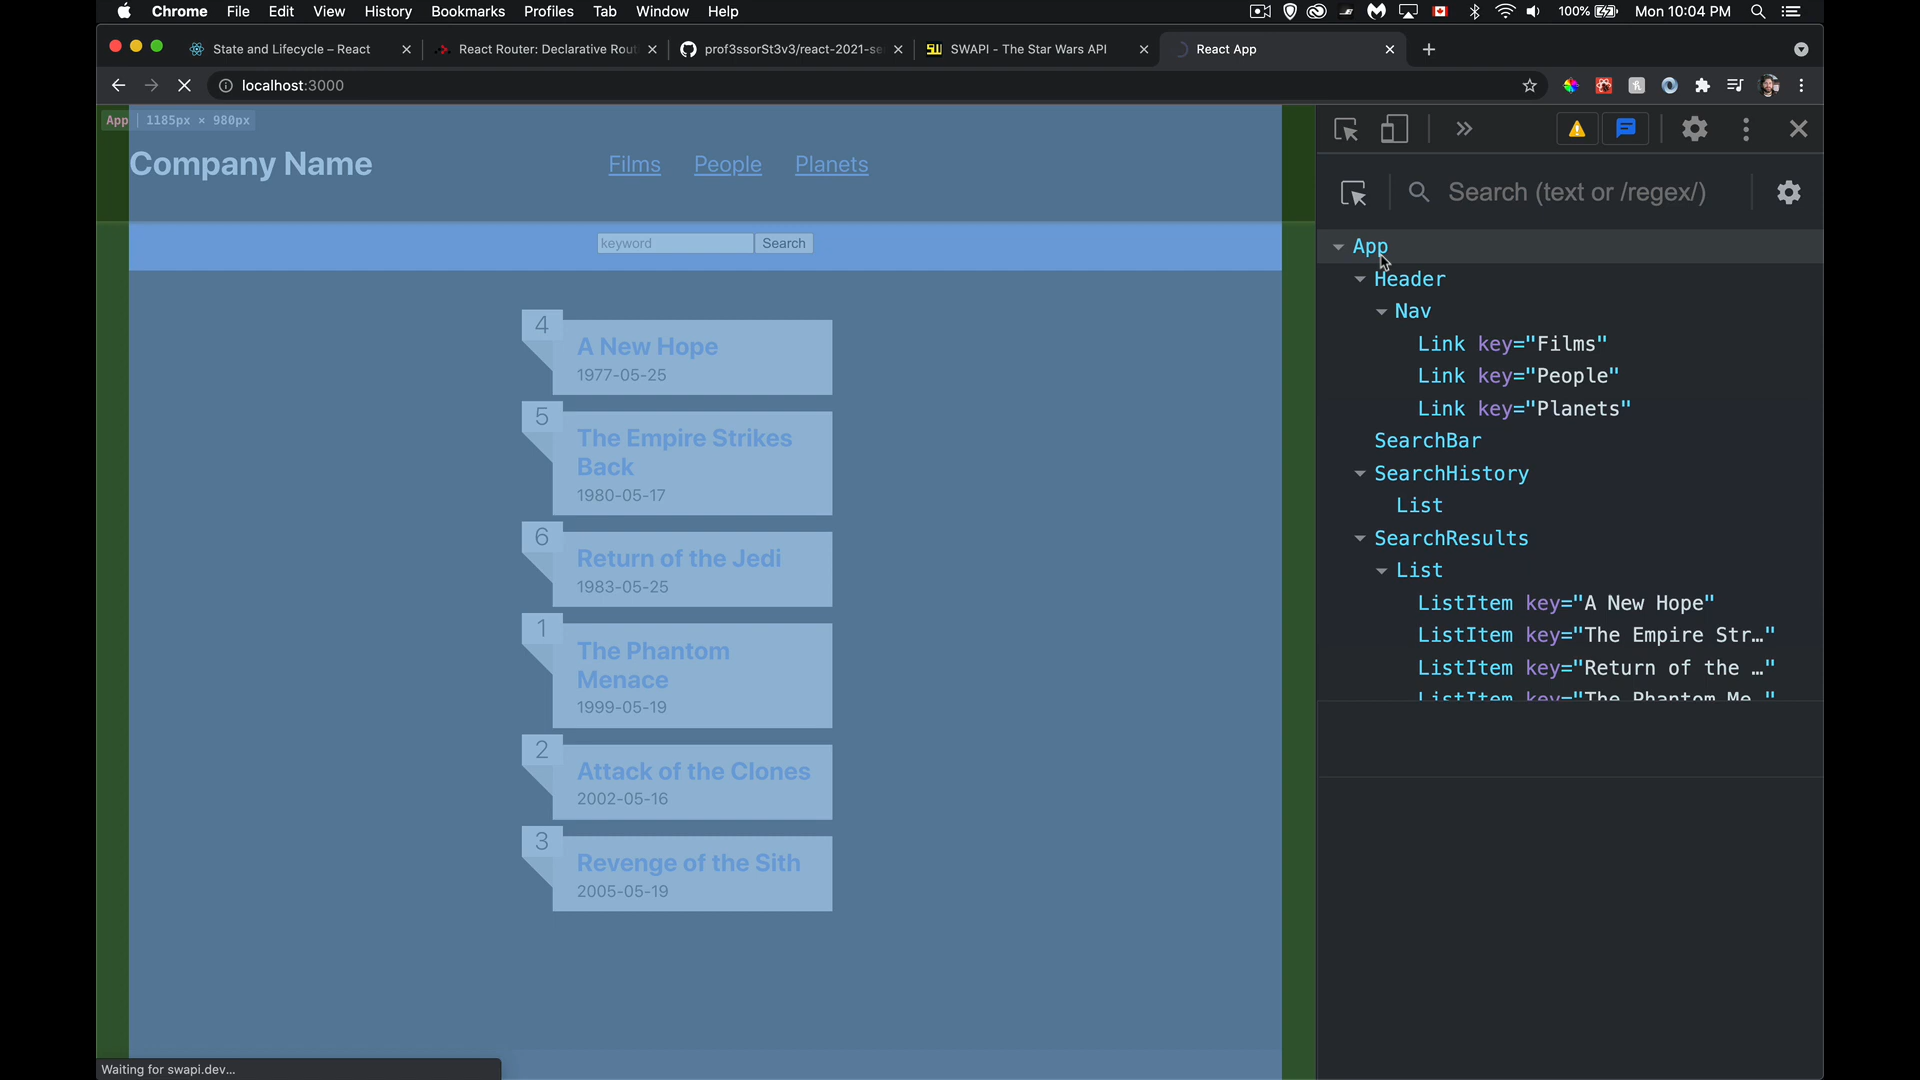 Chrome File Edit View History Bookmarks Profiles Tab Window Help 100% Mon 10:04 PM
State and Lifecycle – React
React Router: Declarative Rout
prof3ssorSt3v3/react-2021-se
SWAPI - The Star Wars API
React App
localhost:3000
App | 1185px × 980px
Company Name
Films People Planets
keyword Search
4
A New Hope
1977-05-25
5
The Empire Strikes
Back
1980-05-17
6
Return of the Jedi
1983-05-25
1
The Phantom
Menace
1999-05-19
2
Attack of the Clones
2002-05-16
3
Revenge of the Sith
2005-05-19
Waiting for swapi.dev...
Search (text or /regex/)
App
Header
Nav
Link key="Films"
Link key="People"
Link key="Planets"
SearchBar
SearchHistory
List
SearchResults
List
ListItem key="A New Hope"
ListItem key="The Empire Str…"
ListItem key="Return of the …"
ListItem key="The Phantom Me…"